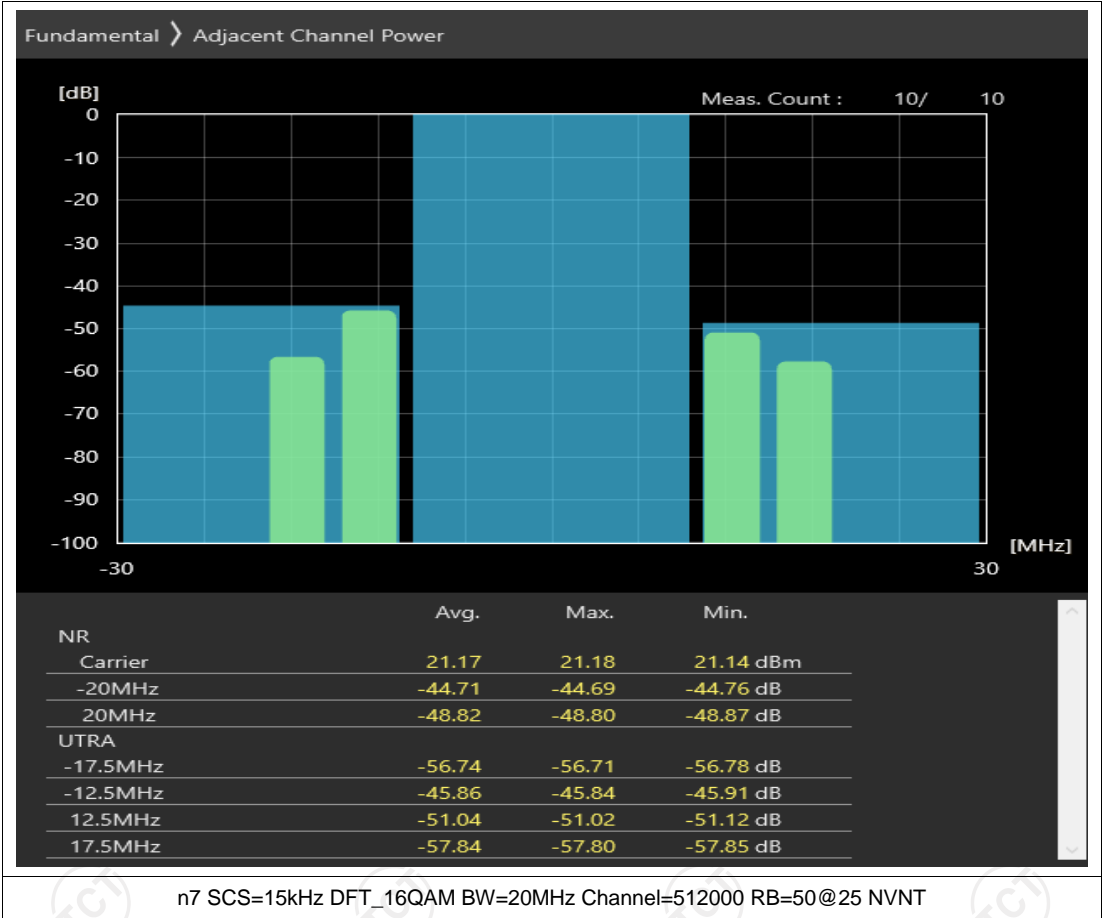 Fundamental ❯ Adjacent Channel Power
[dB]
Meas. Count : 10/ 10
0
-10
-20
-30
-40
-50
-60
-70
-80
-90
-100
[MHz]
-30 30
Avg. Max. Min.
NR
Carrier 21.17 21.18 21.14 dBm
-20MHz -44.71 -44.69 -44.76 dB
20MHz -48.82 -48.80 -48.87 dB
UTRA
-17.5MHz -56.74 -56.71 -56.78 dB
-12.5MHz -45.86 -45.84 -45.91 dB
12.5MHz -51.04 -51.02 -51.12 dB
17.5MHz -57.84 -57.80 -57.85 dB
n7 SCS=15kHz DFT_16QAM BW=20MHz Channel=512000 RB=50@25 NVNT
TCT TCT TCT TCT